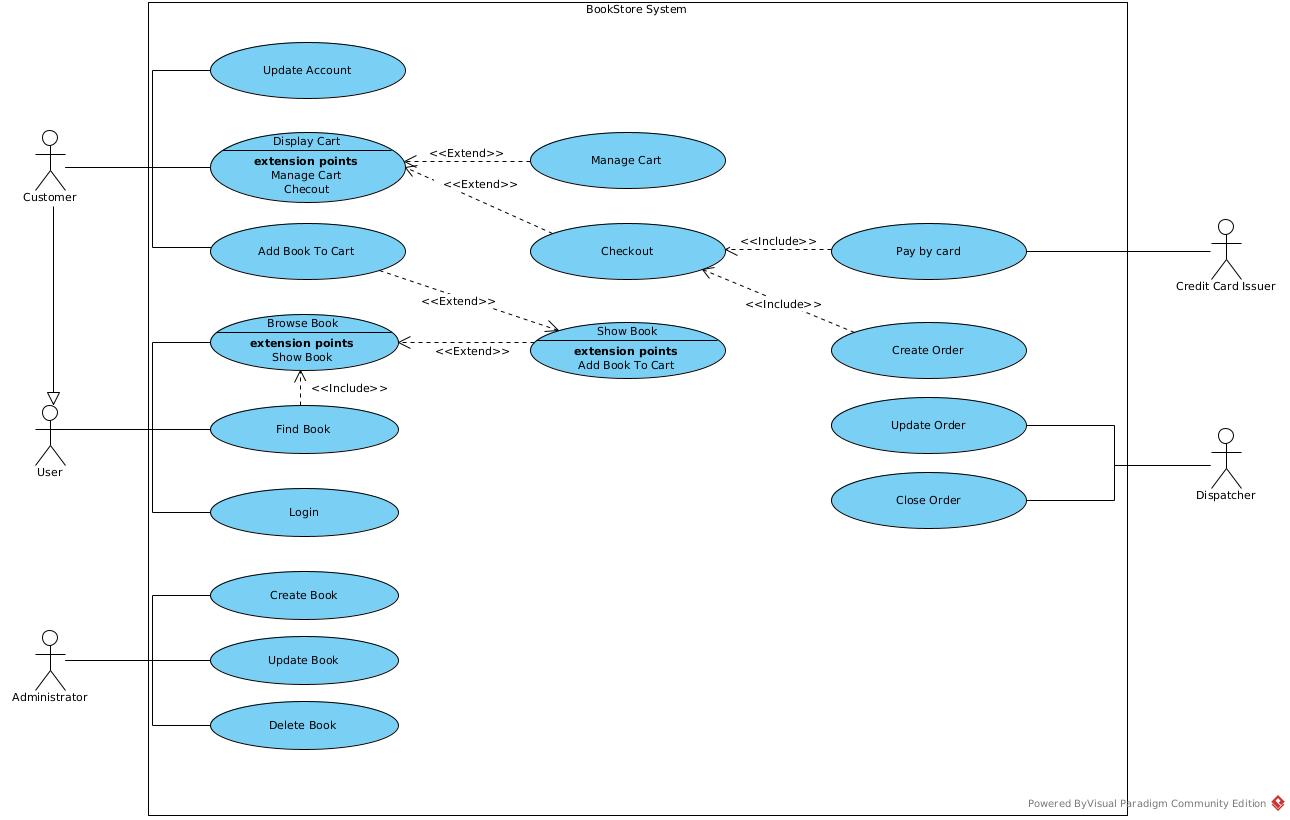 BookStore System
Update Account
Display Cart
extension points
Manage Cart
Checout
<<Extend>>
Manage Cart
<<Extend>>
Customer
Add Book To Cart
Checkout
<<Include>>
Pay by card
Credit Card Issuer
<<Extend>>
<<Include>>
Browse Book
extension points
Show Book
<<Extend>>
Show Book
extension points
Add Book To Cart
Create Order
<<Include>>
Find Book
User
Update Order
Close Order
Dispatcher
Login
Create Book
Update Book
Delete Book
Administrator
Powered ByVisual Paradigm Community Edition